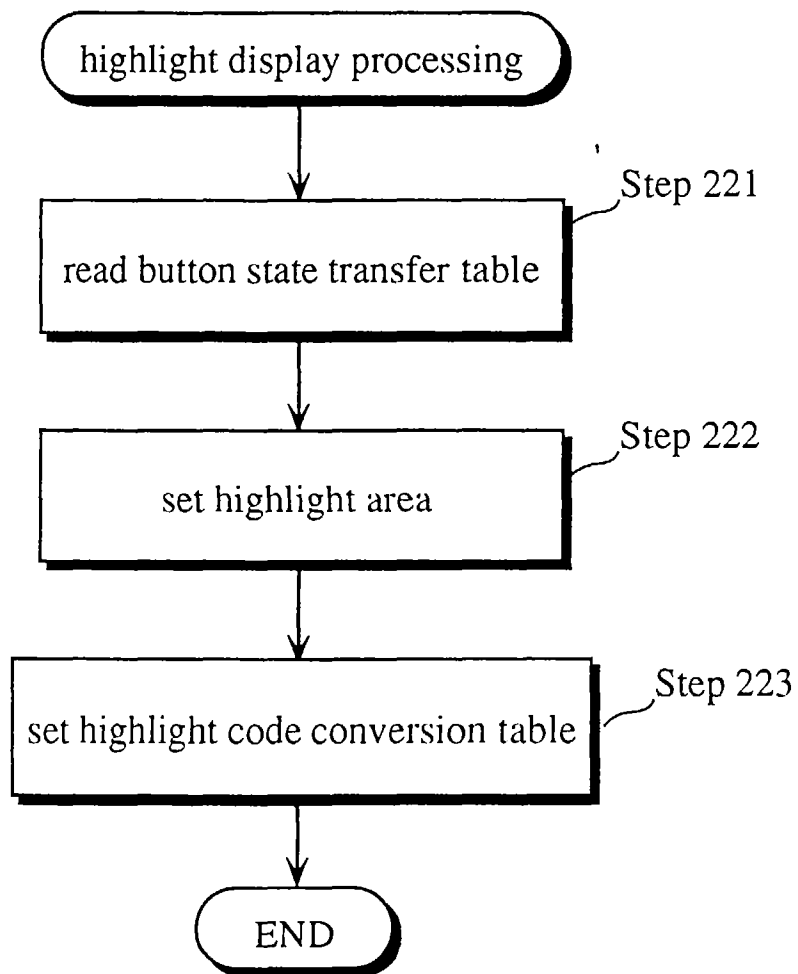 highlight display processing
Step 221
read button state transfer table
Step 222
set highlight area
Step 223
set highlight code conversion table
END